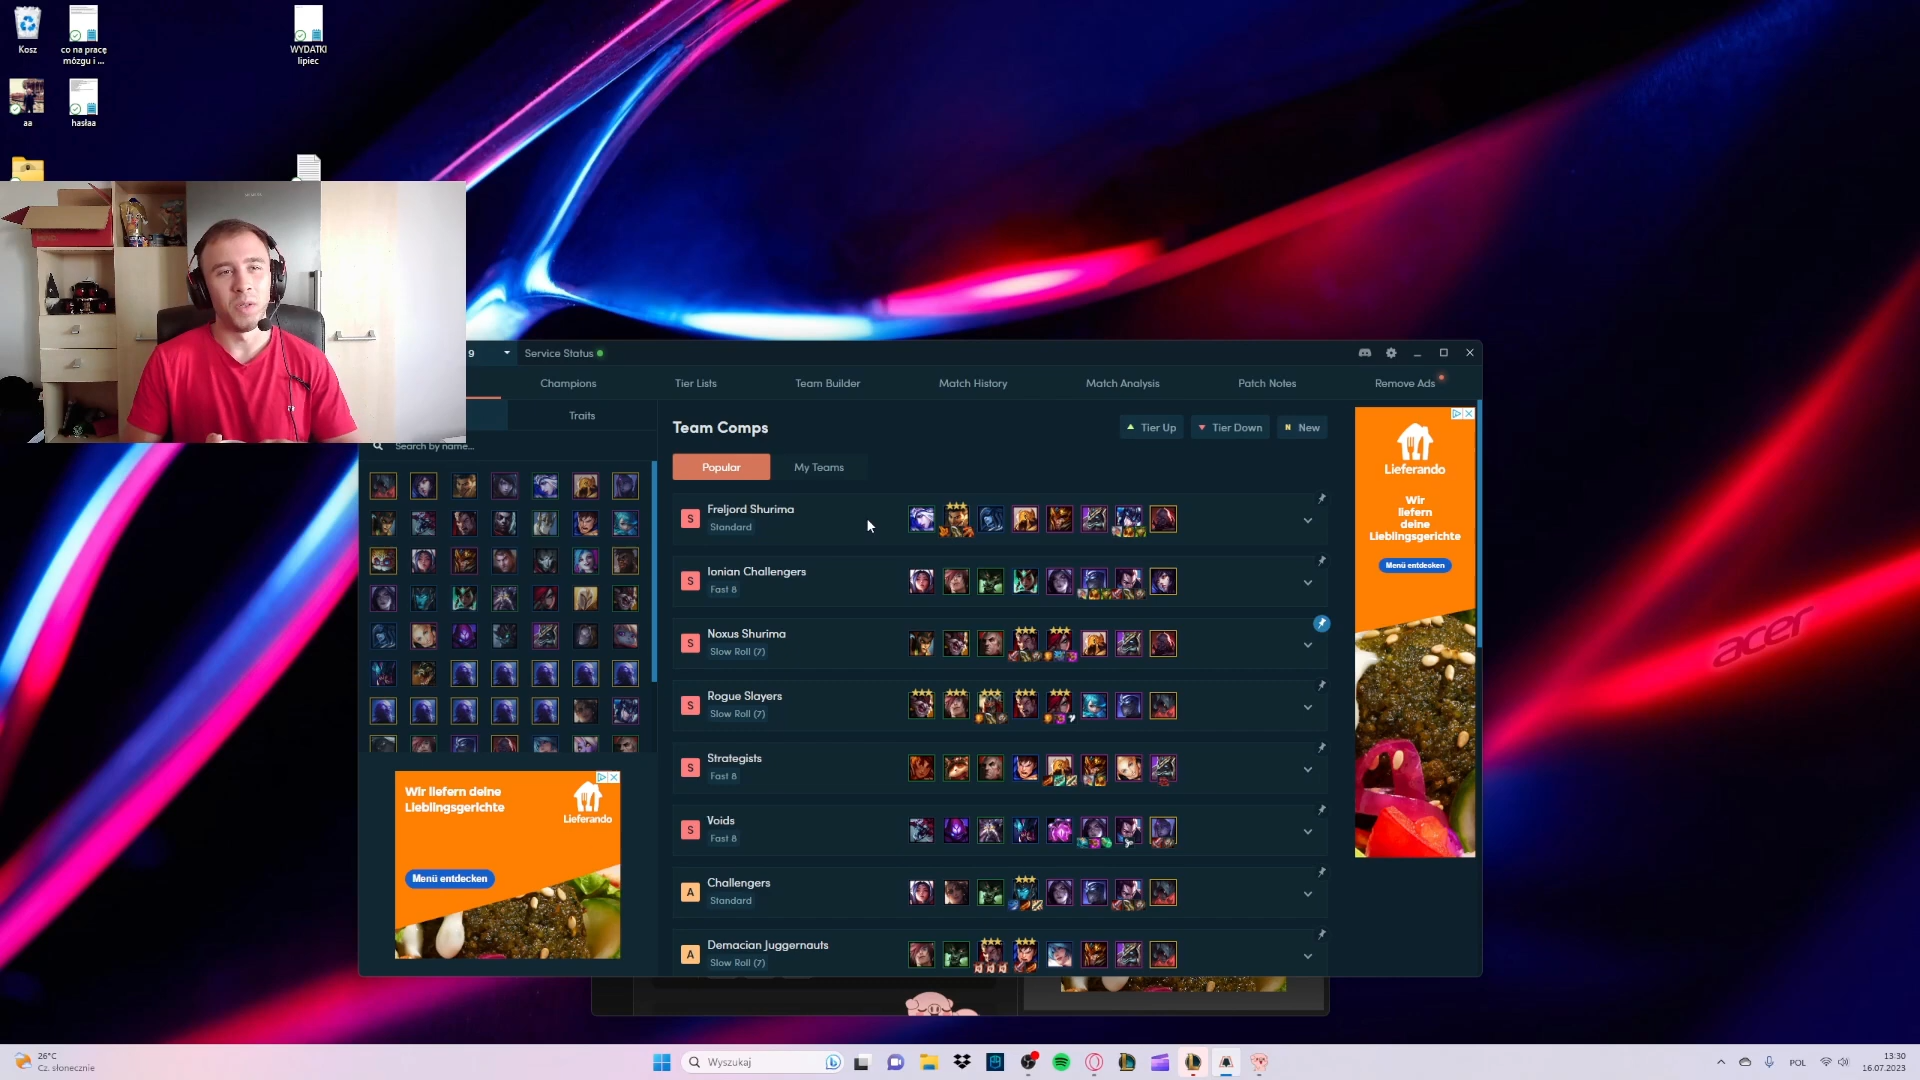 Kosz
co na pracę
mózgu i ...
WYDATKI
lipiec
aa
hasłaa
9
Service Status
Champions
Tier Lists
Team Builder
Match History
Match Analysis
Patch Notes
Remove Ads
Traits
Search by name...
Team Comps
Tier Up
Tier Down
N New
Popular
My Teams
S
Freljord Shurima
Standard
S
Ionian Challengers
Fast 8
S
Noxus Shurima
Slow Roll (7)
S
Rogue Slayers
Slow Roll (7)
S
Strategists
Fast 8
S
Voids
Fast 8
A
Challengers
Standard
A
Demacian Juggernauts
Slow Roll (7)
Lieferando
Wir
liefern
deine
Lieblingsgerichte
Menü entdecken
Wir liefern deine
Lieblingsgerichte
Lieferando
Menü entdecken
acer
26°C
Cz. słonecznie
Wyszukaj
POL
13:30
16.07.2023